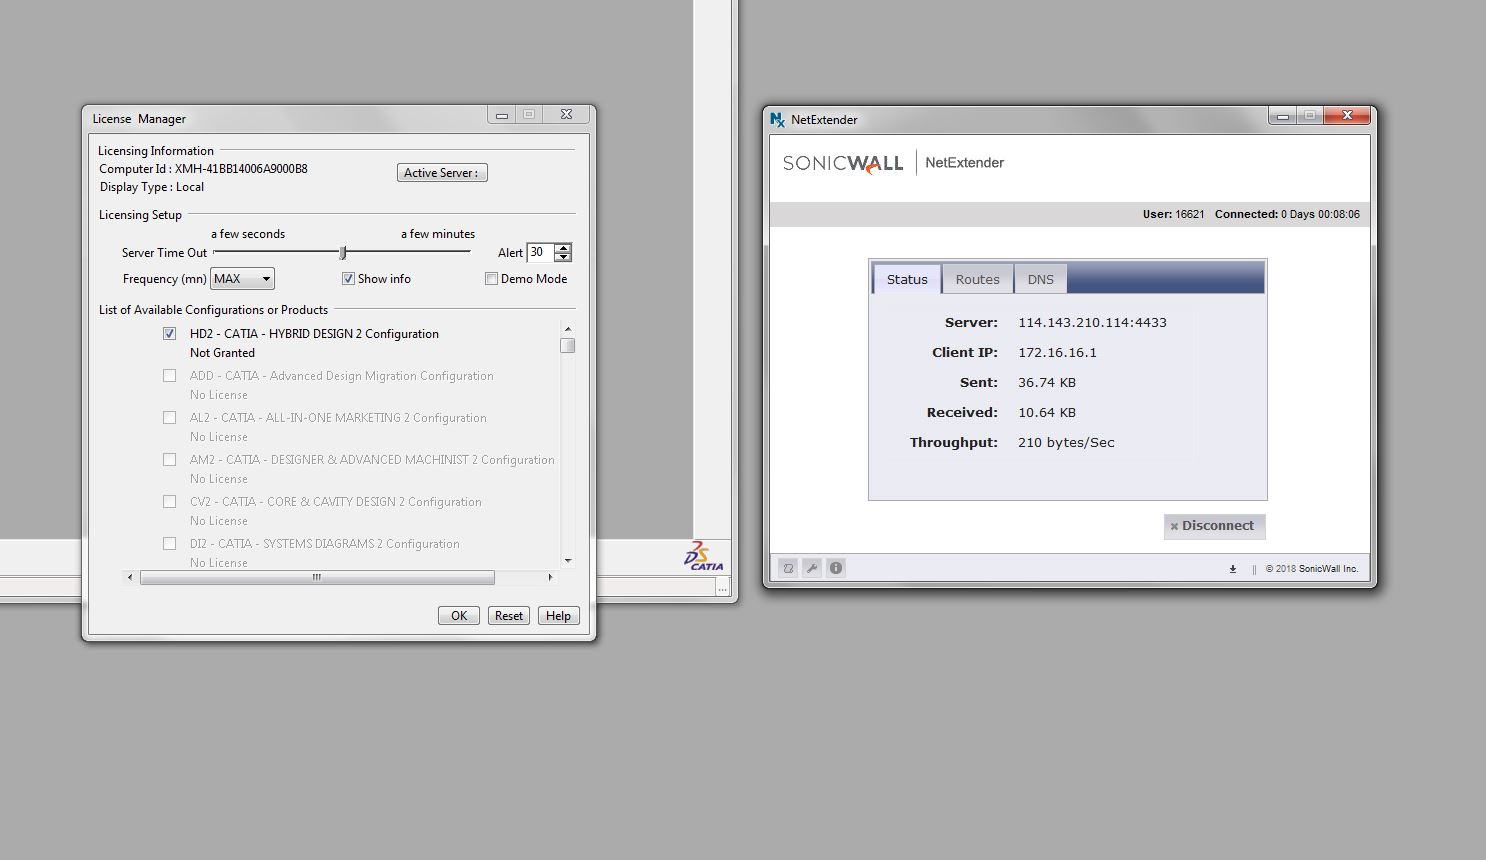 License Manager
Licensing Information
Computer Id : XMH-41BB14006A9000B8
Active Server :
Display Type : Local
Licensing Setup
a few seconds
a few minutes
Server Time Out
Alert 30
Frequency (mn) MAX
Show info
Demo Mode
List of Available Configurations or Products
HD2 - CATIA - HYBRID DESIGN 2 Configuration
Not Granted
ADD - CATIA - Advanced Design Migration Configuration
No License
AL2 - CATIA - ALL-IN-ONE MARKETING 2 Configuration
No License
AM2 - CATIA - DESIGNER & ADVANCED MACHINIST 2 Configuration
No License
CV2 - CATIA - CORE & CAVITY DESIGN 2 Configuration
No License
DI2 - CATIA - SYSTEMS DIAGRAMS 2 Configuration
No License
OK
Reset
Help
CATIA
...
NetExtender
SONICWALL | NetExtender
User: 16621 Connected: 0 Days 00:08:06
Status
Routes
DNS
Server: 114.143.210.114:4433
Client IP: 172.16.16.1
Sent: 36.74 KB
Received: 10.64 KB
Throughput: 210 bytes/Sec
Disconnect
© 2018 SonicWall Inc.